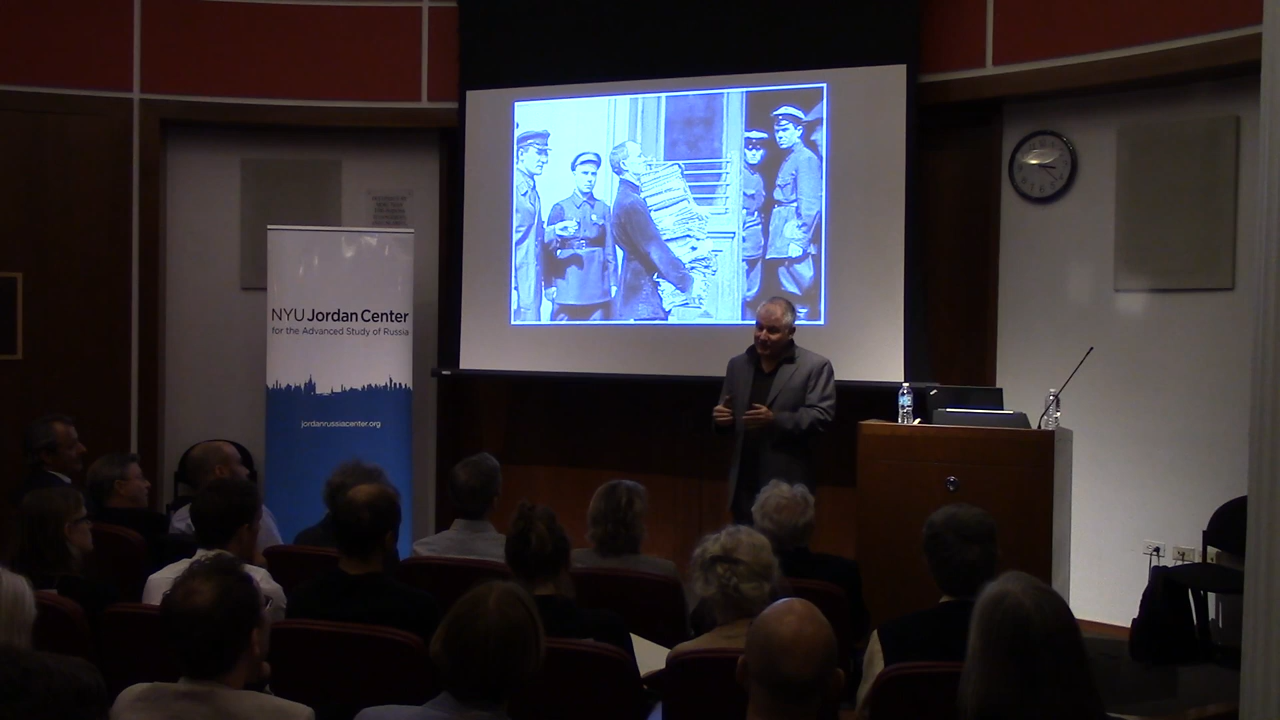 NYU Jordan Center
for the Advanced Study of Russia
jordanrussiacenter.org